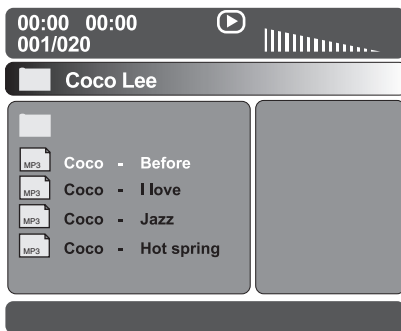 00:00 00:00
001/020
Coco Lee
MP3 Coco - Before
MP3 Coco - I love
MP3 Coco - Jazz
MP3 Coco - Hot spring